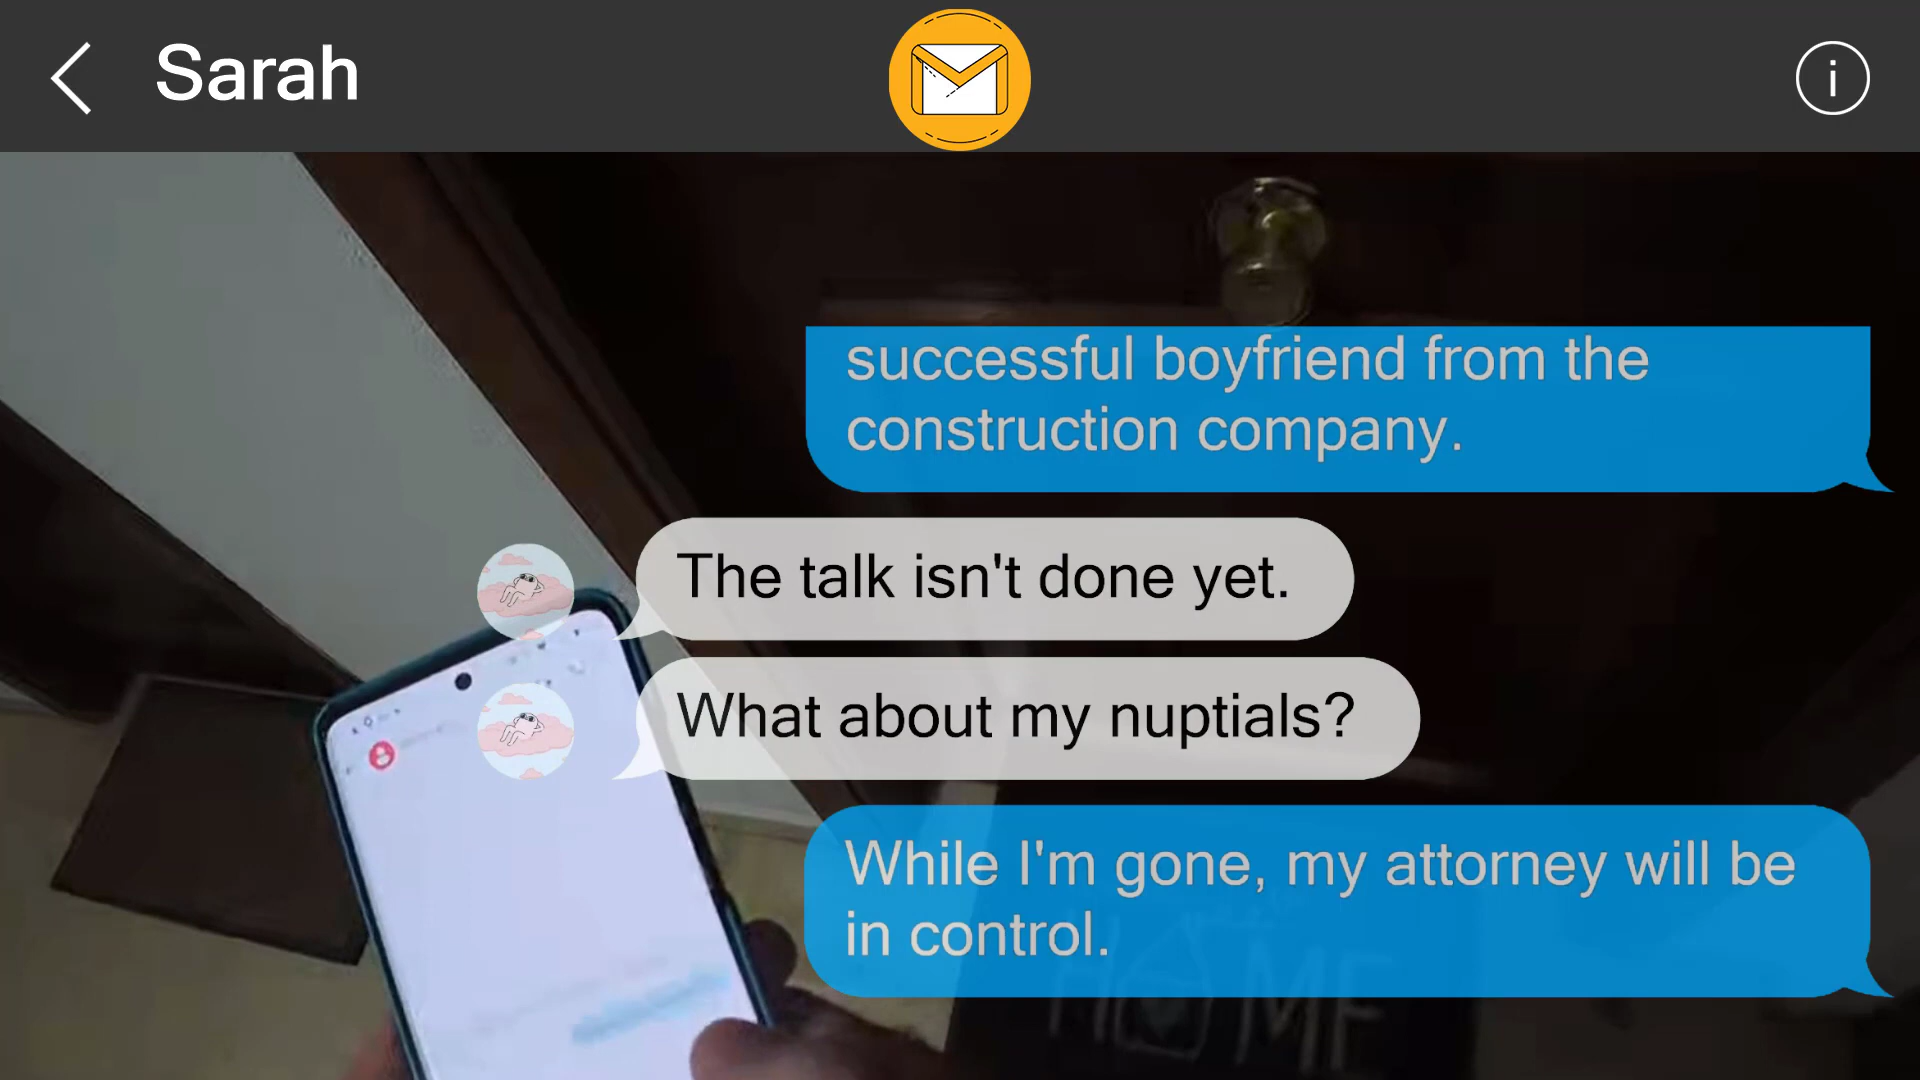 Sarah
successful boyfriend from the
construction company.
The talk isn't done yet.
What about my nuptials?
While I'm gone, my attorney will be
in control.
HOME